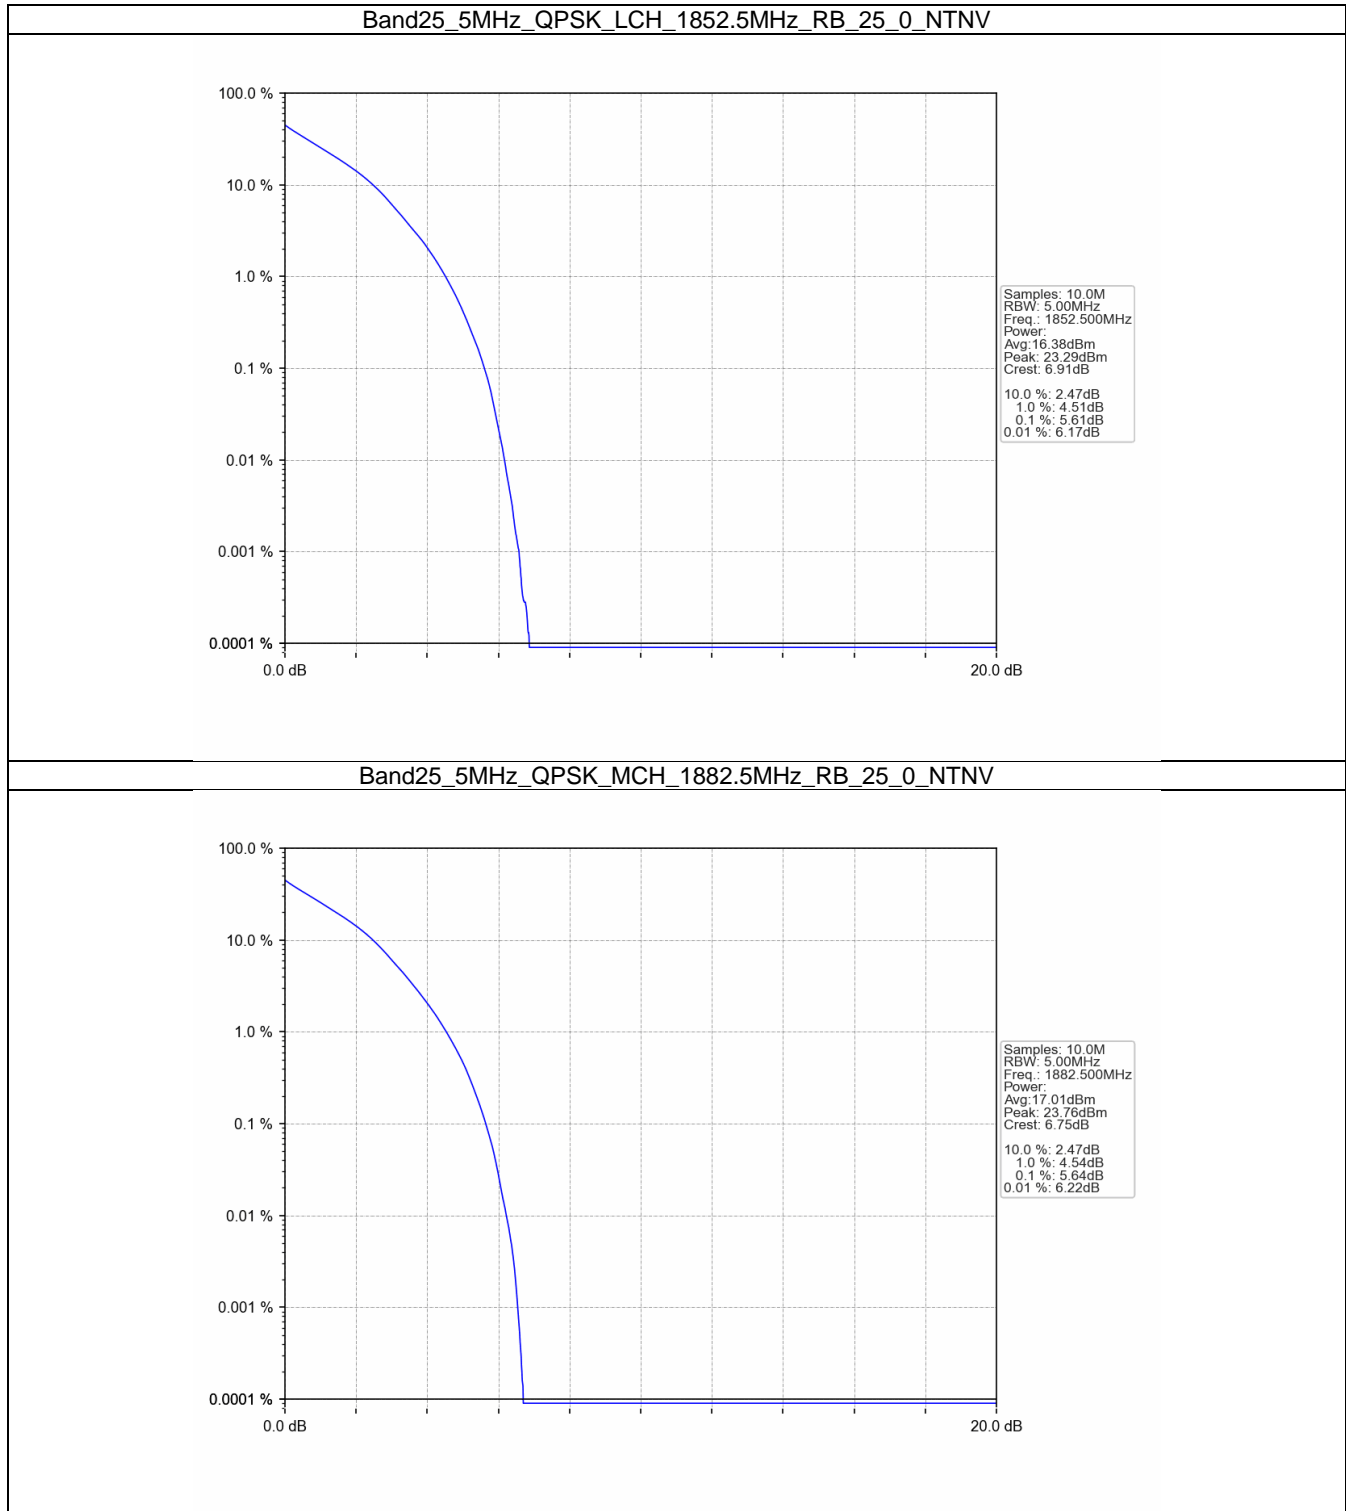 Band25_5MHz_QPSK_LCH_1852.5MHz_RB_25_0_NTNV
100.0 %
10.0 %
1.0 %
0.1 %
0.01 %
0.001 %
0.0001 %
0.0 dB
20.0 dB
Samples: 10.0M
RBW: 5.00MHz
Freq.: 1852.500MHz
Power:
Avg:16.38dBm
Peak: 23.29dBm
Crest: 6.91dB
10.0 %: 2.47dB
1.0 %: 4.51dB
0.1 %: 5.61dB
0.01 %: 6.17dB
Band25_5MHz_QPSK_MCH_1882.5MHz_RB_25_0_NTNV
100.0 %
10.0 %
1.0 %
0.1 %
0.01 %
0.001 %
0.0001 %
0.0 dB
20.0 dB
Samples: 10.0M
RBW: 5.00MHz
Freq.: 1882.500MHz
Power:
Avg:17.01dBm
Peak: 23.76dBm
Crest: 6.75dB
10.0 %: 2.47dB
1.0 %: 4.54dB
0.1 %: 5.64dB
0.01 %: 6.22dB